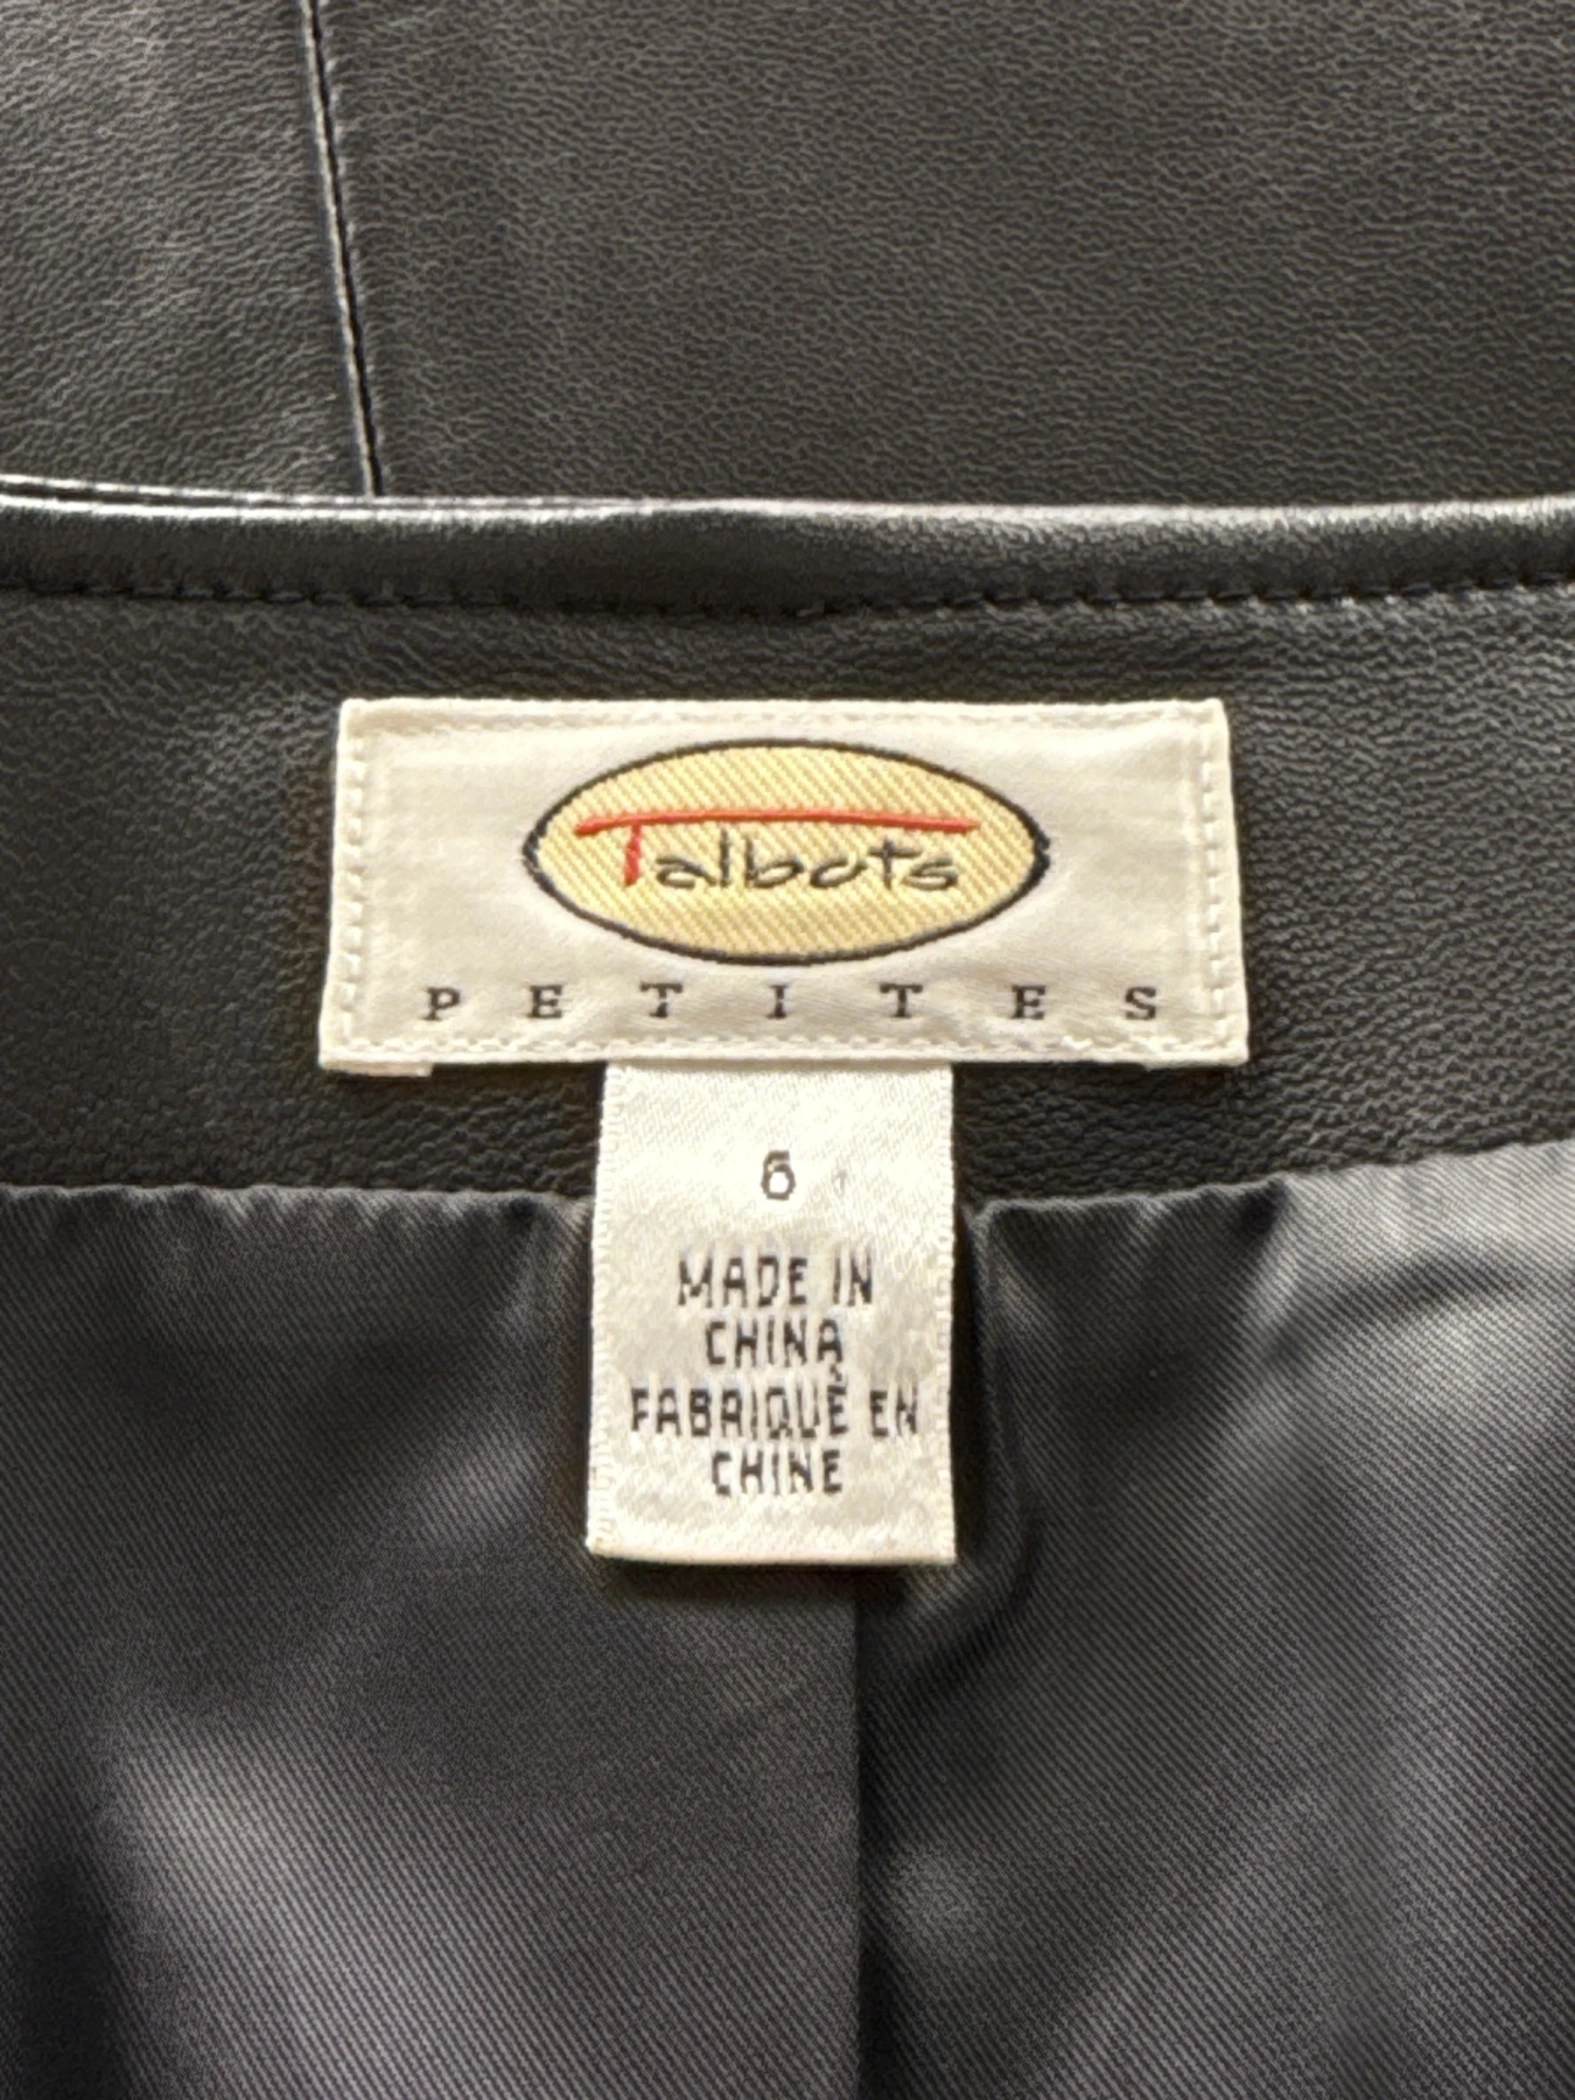 Talbots
PETITES
6
MADE IN
CHINA
FABRIQUÉ EN
CHINE